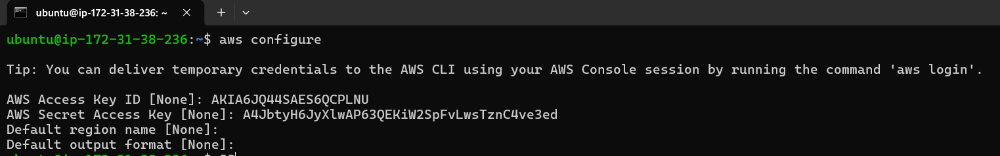 ubuntu@ip-172-31-38-236: ~
ubuntu@ip-172-31-38-236:~$ aws configure
Tip: You can deliver temporary credentials to the AWS CLI using your AWS Console session by running the command 'aws login'.
AWS Access Key ID [None]: AKIA6JQ44SAES6QCPLNU
AWS Secret Access Key [None]: A4JbtyH6JyXlwAP63QEKiW2SpFvLwsTznC4ve3ed
Default region name [None]:
Default output format [None]: